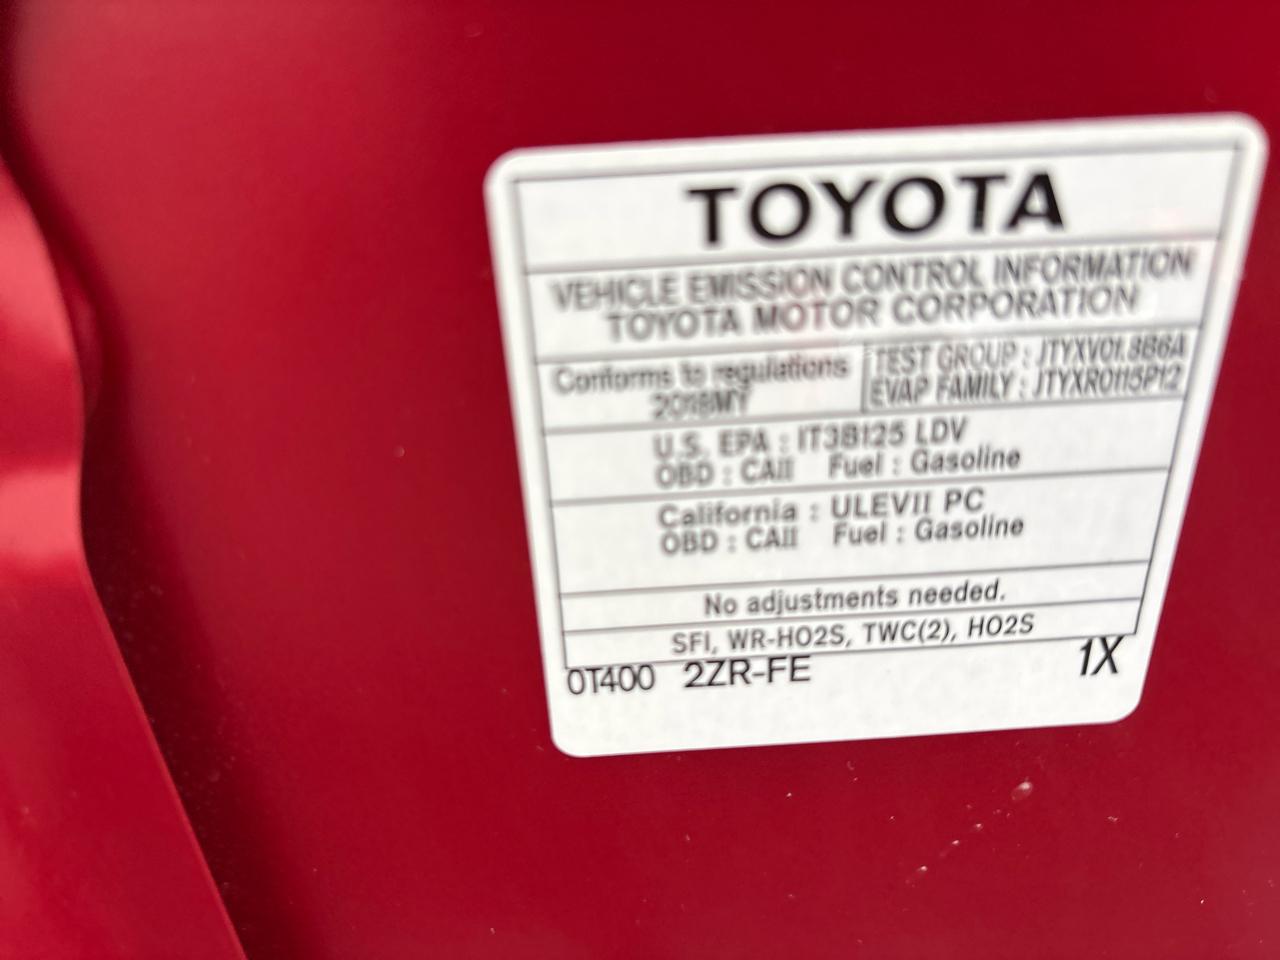 TOYOTA
VEHICLE EMISSION CONTROL INFORMATION
TOYOTA MOTOR CORPORATION
Conforms to regulations
2018MY
TEST GROUP : JTYXV01.8B6A
EVAP FAMILY : JTYXR0115P12
U.S. EPA : IT3B125 LDV
OBD : CAII Fuel : Gasoline
California : ULEVII PC
OBD : CAII Fuel : Gasoline
No adjustments needed.
SFI, WR-HO2S, TWC(2), HO2S
0T400 2ZR-FE 1X